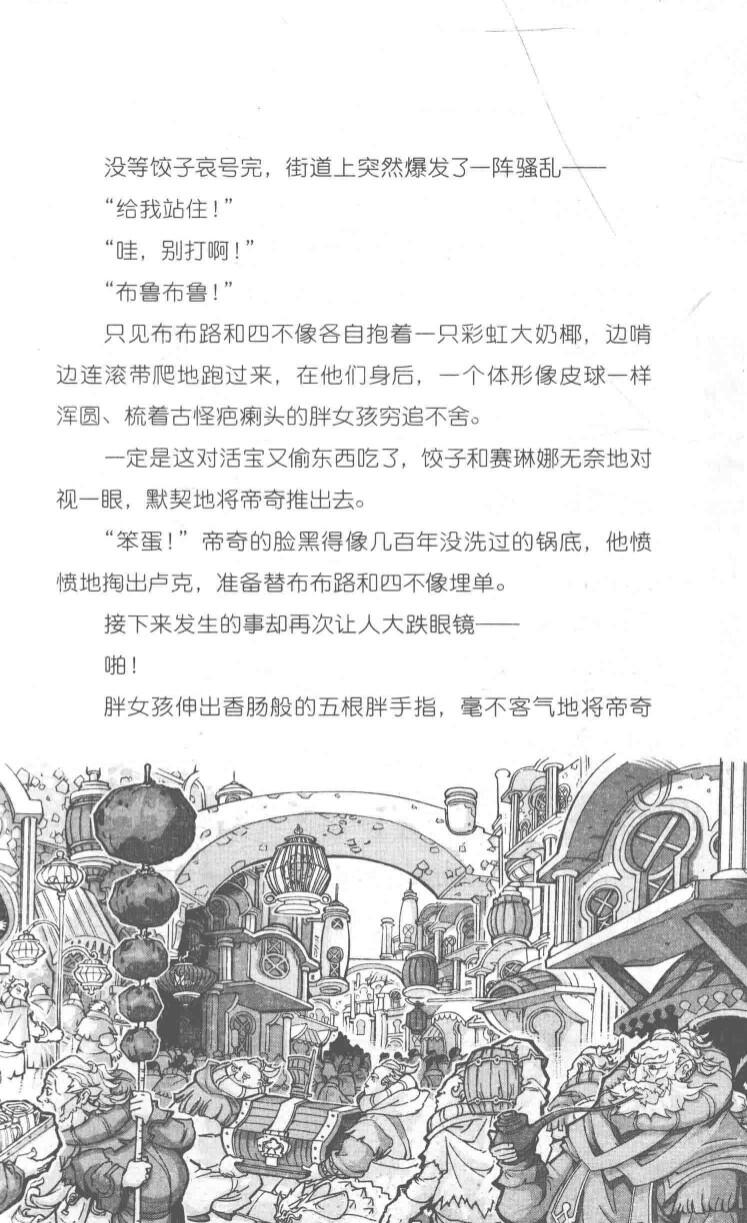 没等饺子哀号完，街道上突然爆发了一阵骚乱——
“给我站住！”
“哇，别打啊！”
“布鲁布鲁！”
只见布布路和四不像各自抱着一只彩虹大奶椰，边啃
边连滚带爬地跑过来，在他们身后，一个体形像皮球一样
浑圆、梳着古怪疤瘌头的胖女孩穷追不舍。
一定是这对活宝又偷东西吃了，饺子和赛琳娜无奈地对
视一眼，默契地将帝奇推出去。
“笨蛋！”帝奇的脸黑得像几百年没洗过的锅底，他愤
愤地掏出卢克，准备替布布路和四不像埋单。
接下来发生的事却再次让人大跌眼镜——
啪！
胖女孩伸出香肠般的五根胖手指，毫不客气地将帝奇